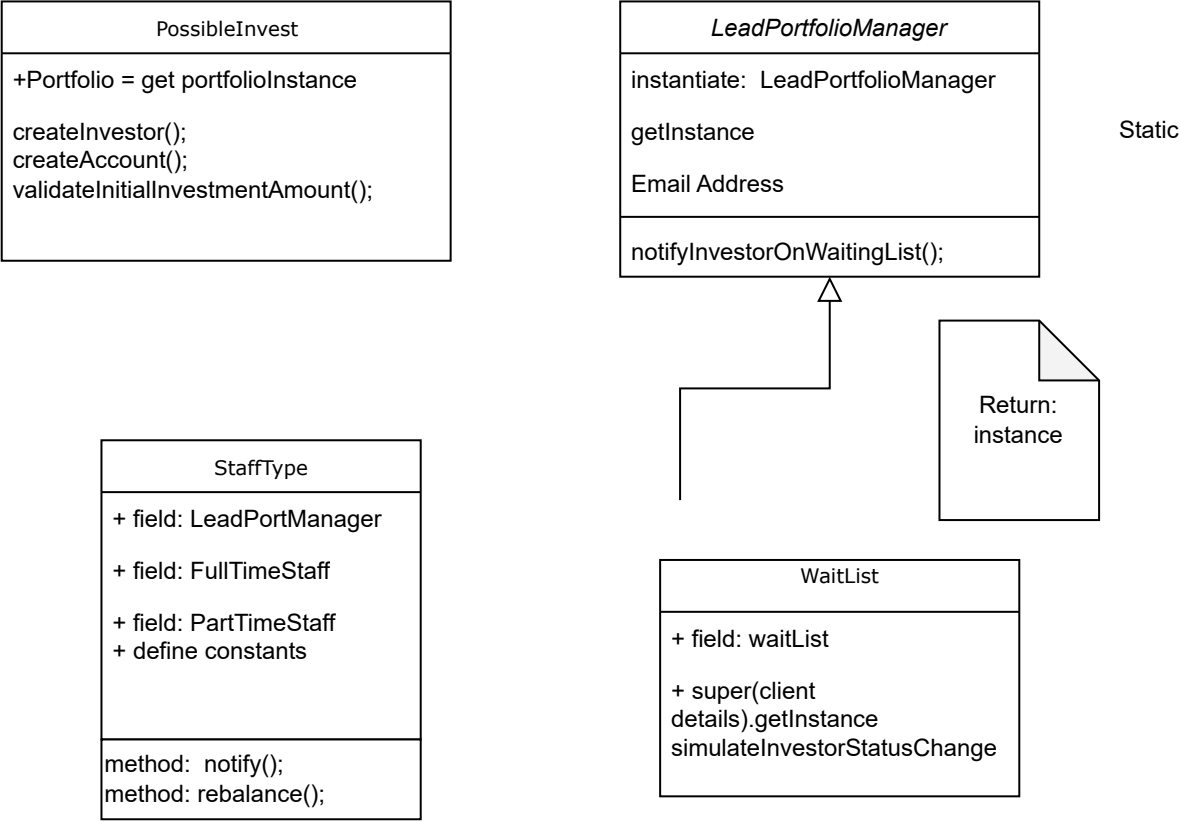 PossibleInvest
+Portfolio = get portfolioInstance
createInvestor();
createAccount();
validateInitialInvestmentAmount();
LeadPortfolioManager
instantiate:  LeadPortfolioManager
getInstance
Email Address
notifyInvestorOnWaitingList();
Static
Return:
instance
StaffType
+ field: LeadPortManager
+ field: FullTimeStaff
+ field: PartTimeStaff
+ define constants
method:  notify();
method: rebalance();
WaitList
+ field: waitList
+ super(client
details).getInstance
simulateInvestorStatusChange